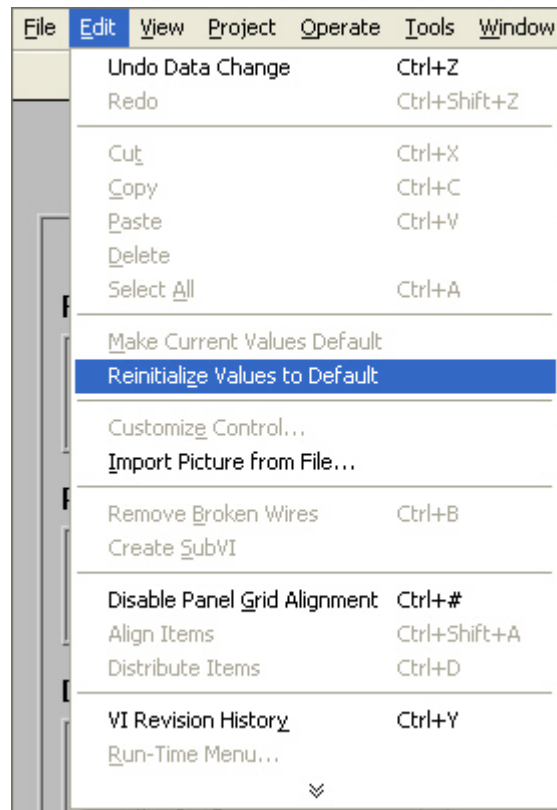 File Edit View Project Operate Tools Window
Undo Data Change Ctrl+Z
Redo Ctrl+Shift+Z
Cut Ctrl+X
Copy Ctrl+C
Paste Ctrl+V
Delete
Select All Ctrl+A
Make Current Values Default
Reinitialize Values to Default
Customize Control...
Import Picture from File...
Remove Broken Wires Ctrl+B
Create SubVI
Disable Panel Grid Alignment Ctrl+#
Align Items Ctrl+Shift+A
Distribute Items Ctrl+D
VI Revision History Ctrl+Y
Run-Time Menu...